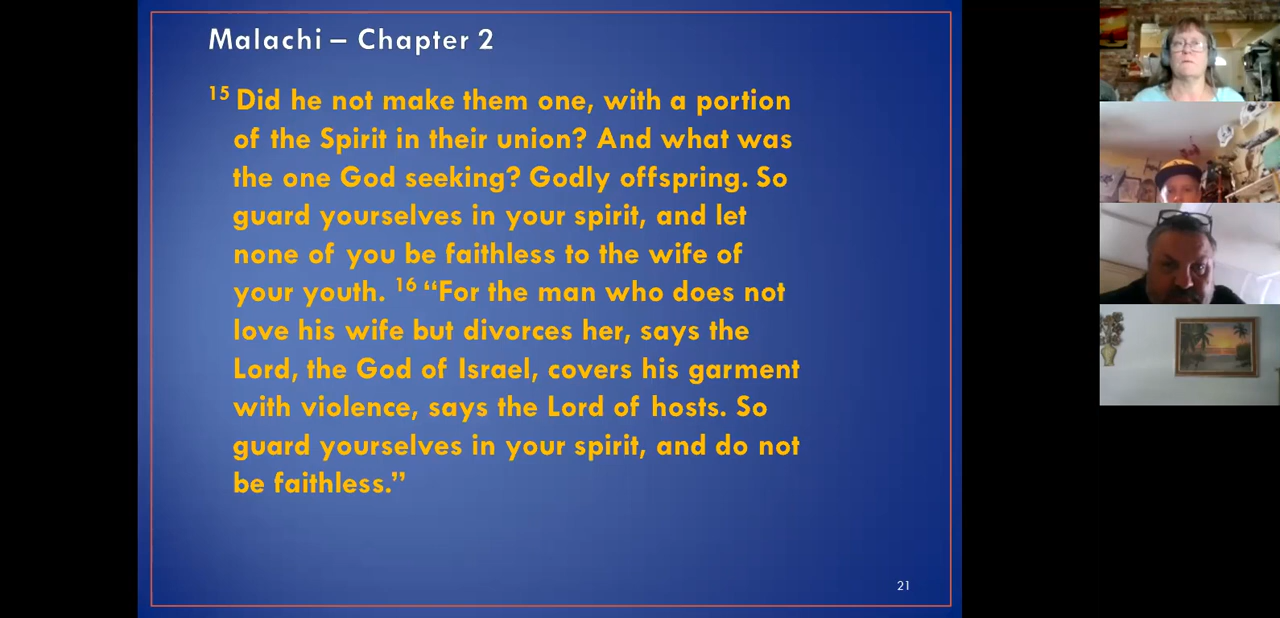 Malachi – Chapter 2
15 Did he not make them one, with a portion
of the Spirit in their union? And what was
the one God seeking? Godly offspring. So
guard yourselves in your spirit, and let
none of you be faithless to the wife of
your youth. 16 “For the man who does not
love his wife but divorces her, says the
Lord, the God of Israel, covers his garment
with violence, says the Lord of hosts. So
guard yourselves in your spirit, and do not
be faithless.”
21